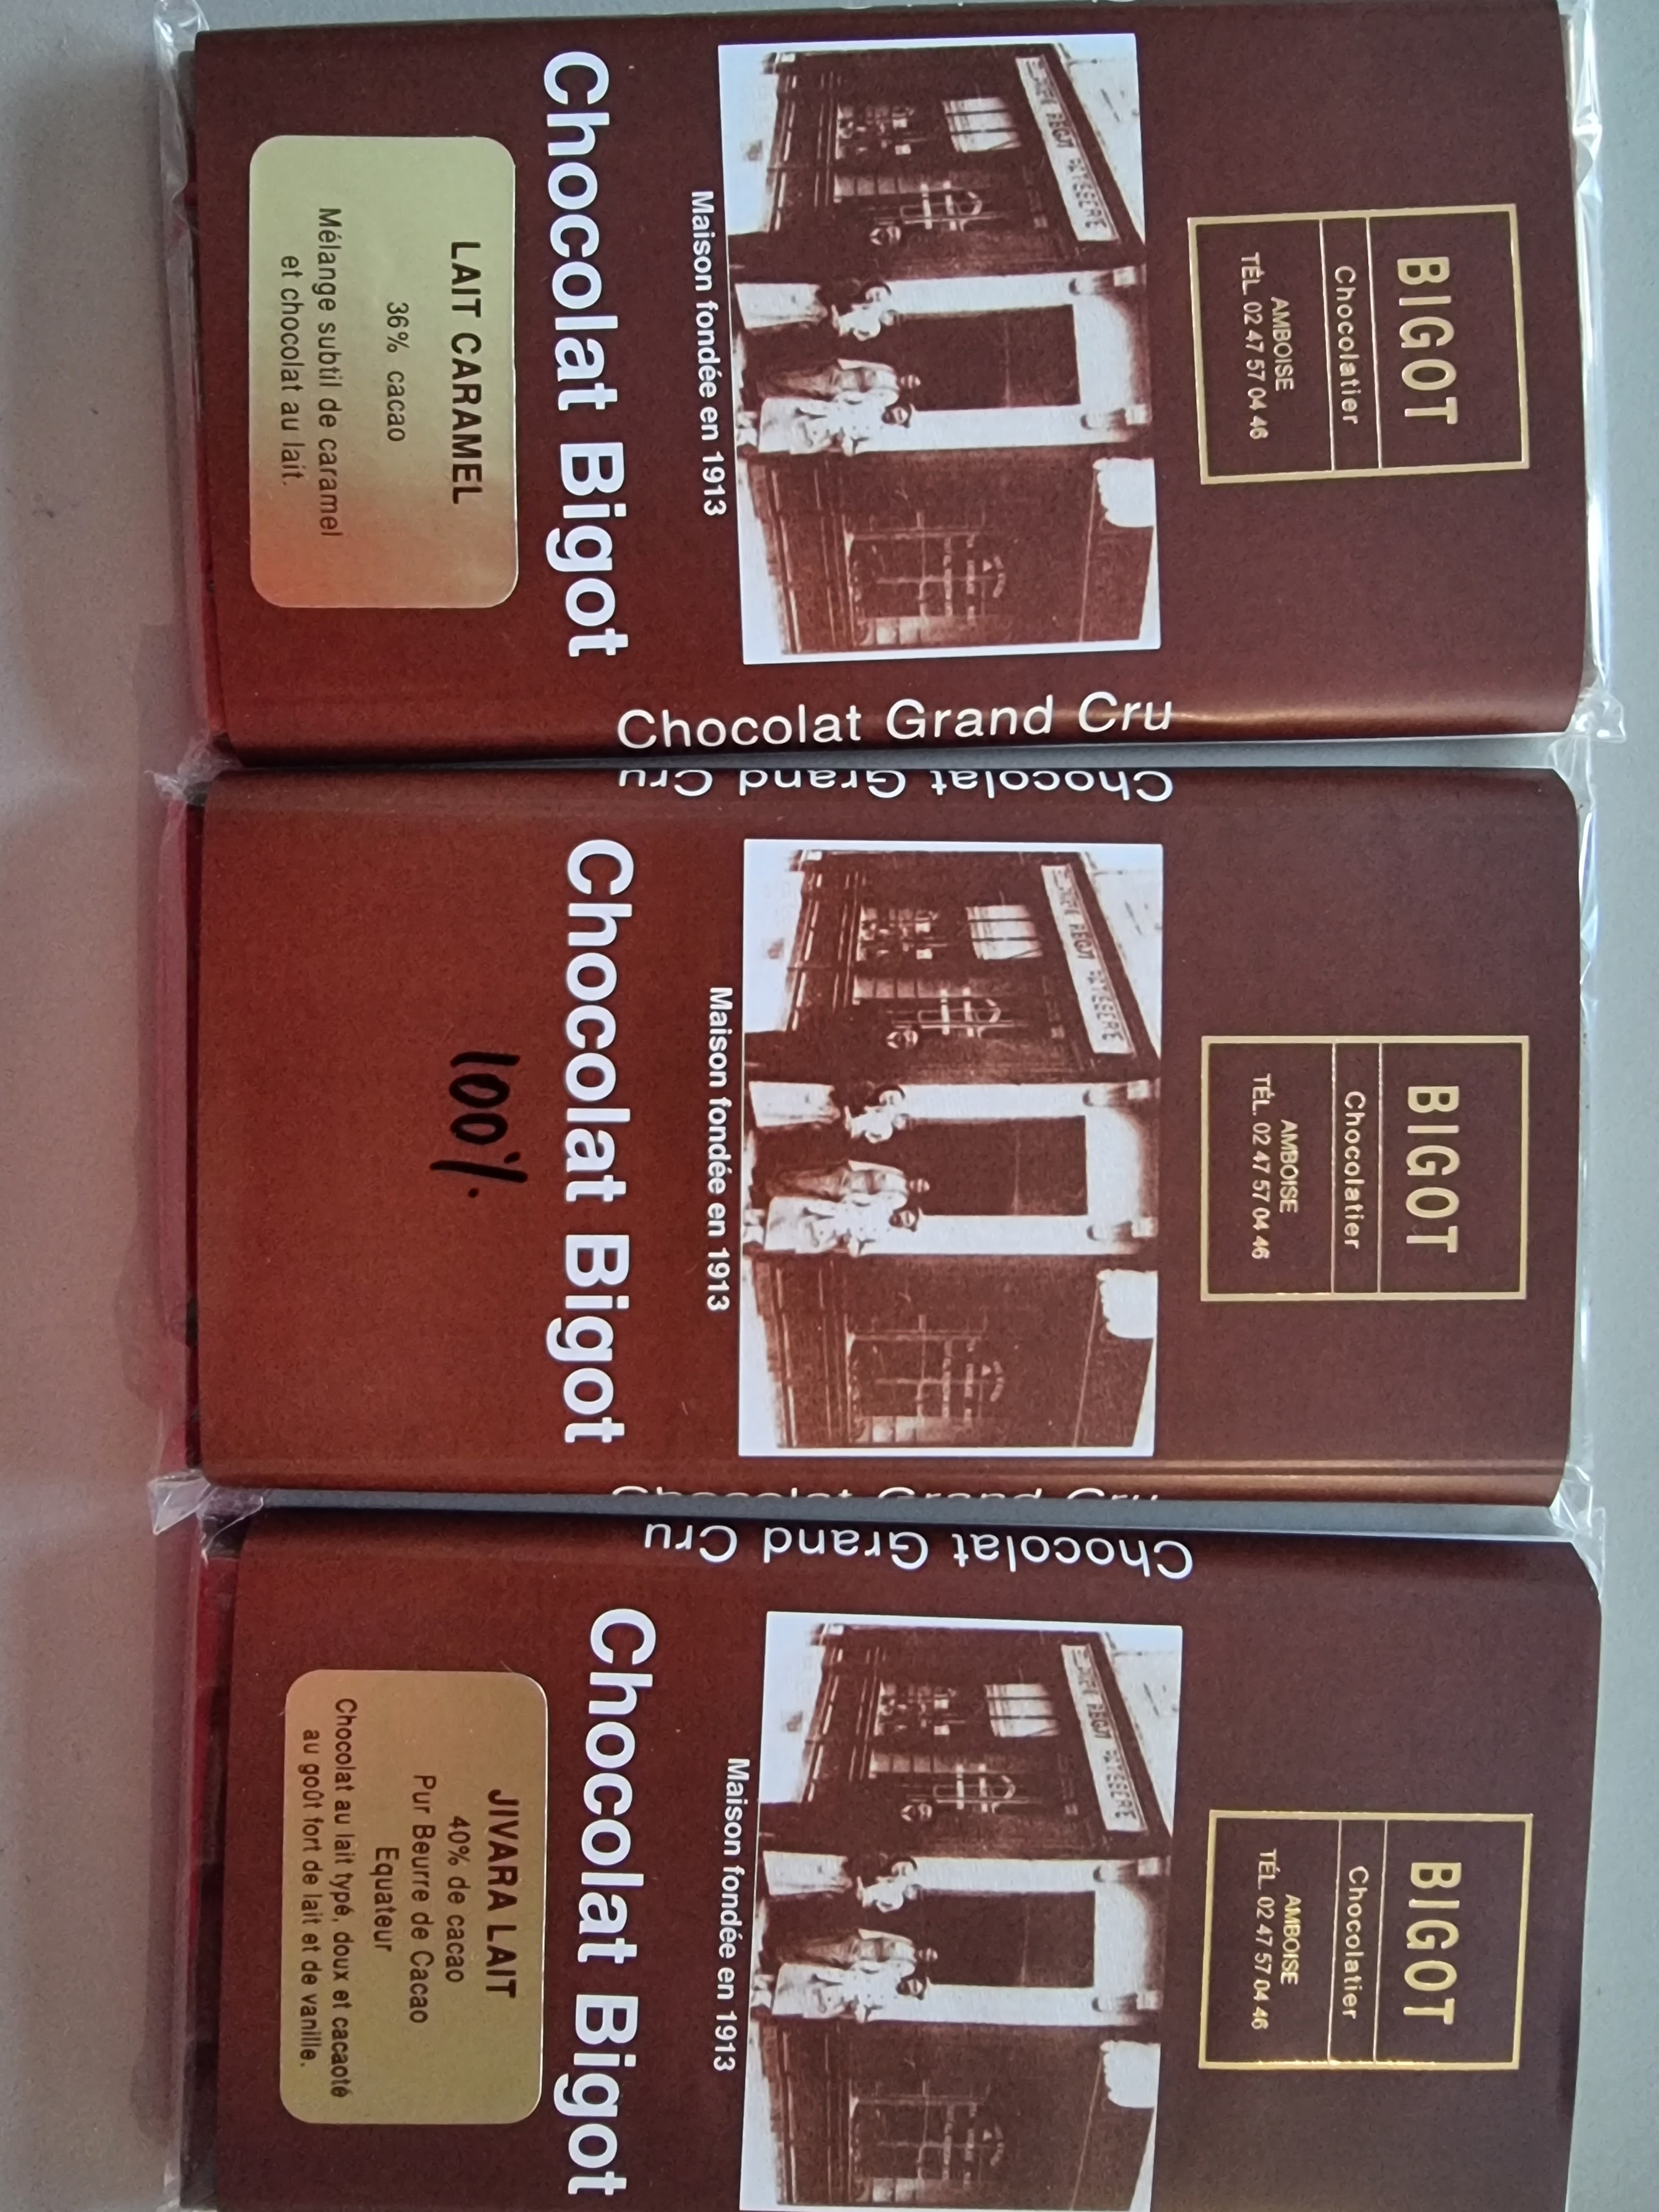 BIGOT
Chocolatier
AMBOISE
TÉL. 02 47 57 04 46
Maison fondée en 1913
Chocolat Bigot
LAIT CARAMEL
36% cacao
Mélange subtil de caramel
et chocolat au lait.
Chocolat Grand Cru
Chocolat Grand Cru
BIGOT
Chocolatier
AMBOISE
TÉL. 02 47 57 04 46
PATISSERIE
Maison fondée en 1913
Chocolat Bigot
100%
Chocolat Grand Cru
Chocolat Grand Cru
BIGOT
Chocolatier
AMBOISE
TÉL. 02 47 57 04 46
Maison fondée en 1913
Chocolat Bigot
JIVARA LAIT
40% de cacao
Pur Beurre de Cacao
Equateur
Chocolat au lait typé, doux et cacaoté
au goût fort de lait et de vanille.